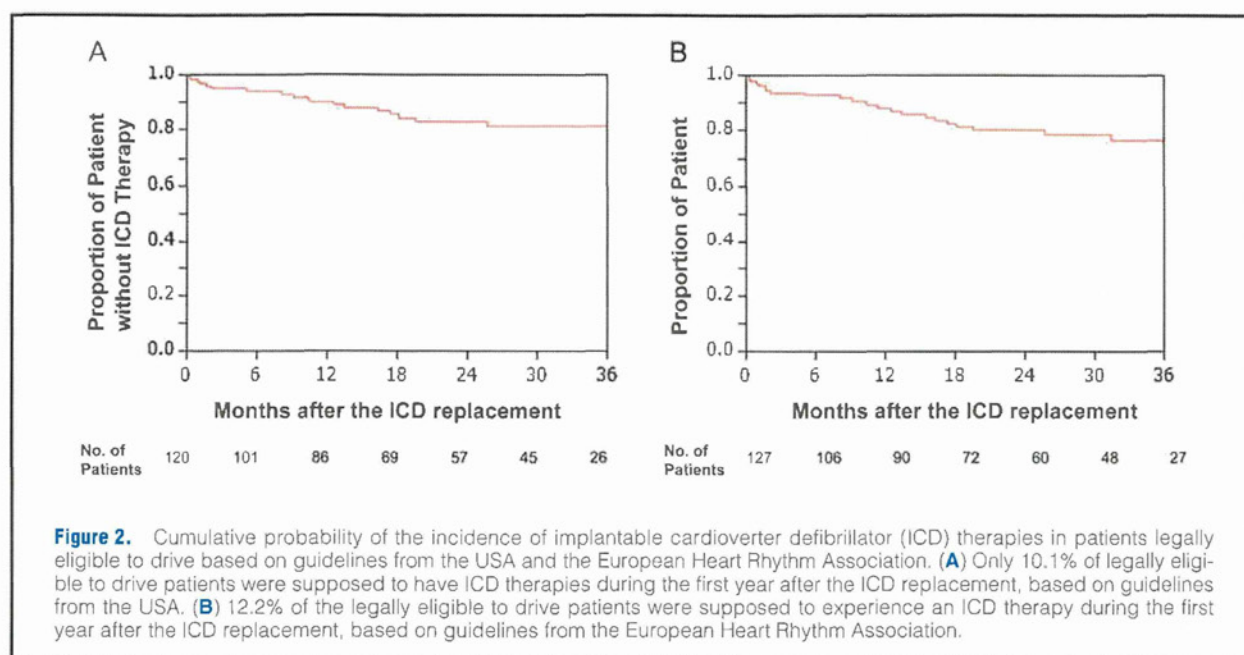 A
1.0
0.8
0.6
0.4
0.2
0.0
Proportion of Patient
without ICD Therapy
0 6 12 18 24 30 36
Months after the ICD replacement
No. of
Patients
120 101 86 69 57 45 26
B
1.0
0.8
0.6
0.4
0.2
0.0
Proportion of Patient
0 6 12 18 24 30 36
Months after the ICD replacement
No. of
Patients
127 106 90 72 60 48 27
Figure 2. Cumulative probability of the incidence of implantable cardioverter defibrillator (ICD) therapies in patients legally
eligible to drive based on guidelines from the USA and the European Heart Rhythm Association. (A) Only 10.1% of legally eligi-
ble to drive patients were supposed to have ICD therapies during the first year after the ICD replacement, based on guidelines
from the USA. (B) 12.2% of the legally eligible to drive patients were supposed to experience an ICD therapy during the first
year after the ICD replacement, based on guidelines from the European Heart Rhythm Association.